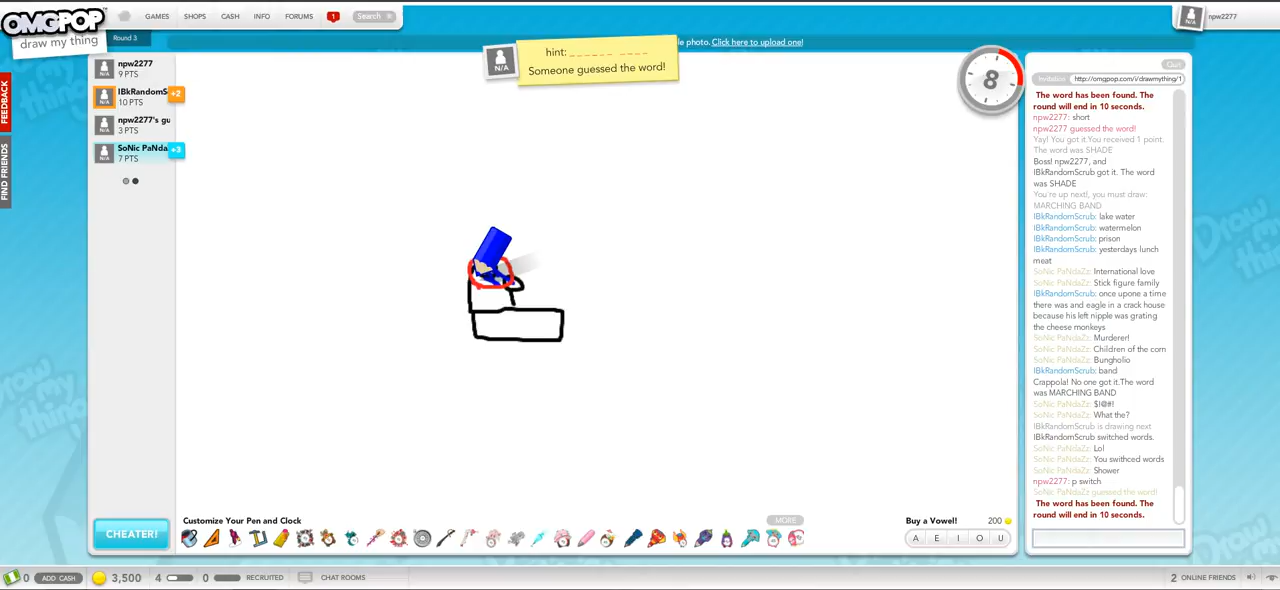 OMGPOP
draw my thing
GAMES SHOPS CASH INFO FORUMS 1 Search
N/A npw2277
Round 3
le photo. Click here to upload one!
N/A hint: ______ ____
Someone guessed the word!
8
FEEDBACK
FIND FRIENDS
N/A npw2277
9 PTS
N/A IBkRandomS +2
10 PTS
N/A npw2277's gu
3 PTS
N/A SoNic PaNda +3
7 PTS
CHEATER!
Quit
Invitation http://omgpop.com/i/drawmything/1
The word has been found. The
round will end in 10 seconds.
npw2277: short
npw2277 guessed the word!
Yay! You got it.You received 1 point.
The word was SHADE
Boss! npw2277, and
IBkRandomScrub got it. The word
was SHADE
You're up next!, you must draw:
MARCHING BAND
IBkRandomScrub: lake water
IBkRandomScrub: watermelon
IBkRandomScrub: prison
IBkRandomScrub: yesterdays lunch
meat
SoNic PaNdaZz: International love
SoNic PaNdaZz: Stick figure family
IBkRandomScrub: once upon a time
there was and eagle in a crack house
because his left nipple was grating
the cheese monkeys
SoNic PaNdaZz: Murderer!
SoNic PaNdaZz: Children of the corn
SoNic PaNdaZz: Bungholio
IBkRandomScrub: band
Crappola! No one got it.The word
was MARCHING BAND
SoNic PaNdaZz: $!@#!
SoNic PaNdaZz: What the?
IBkRandomScrub is drawing next
IBkRandomScrub switched words.
SoNic PaNdaZz: Lol
SoNic PaNdaZz: You swithced words
SoNic PaNdaZz: Shower
npw2277: p switch
SoNic PaNdaZz guessed the word!
The word has been found. The
round will end in 10 seconds.
Customize Your Pen and Clock MORE
Buy a Vowel! 200
A E I O U
0 ADD CASH 3,500 4 0 RECRUITED CHAT ROOMS
2 ONLINE FRIENDS